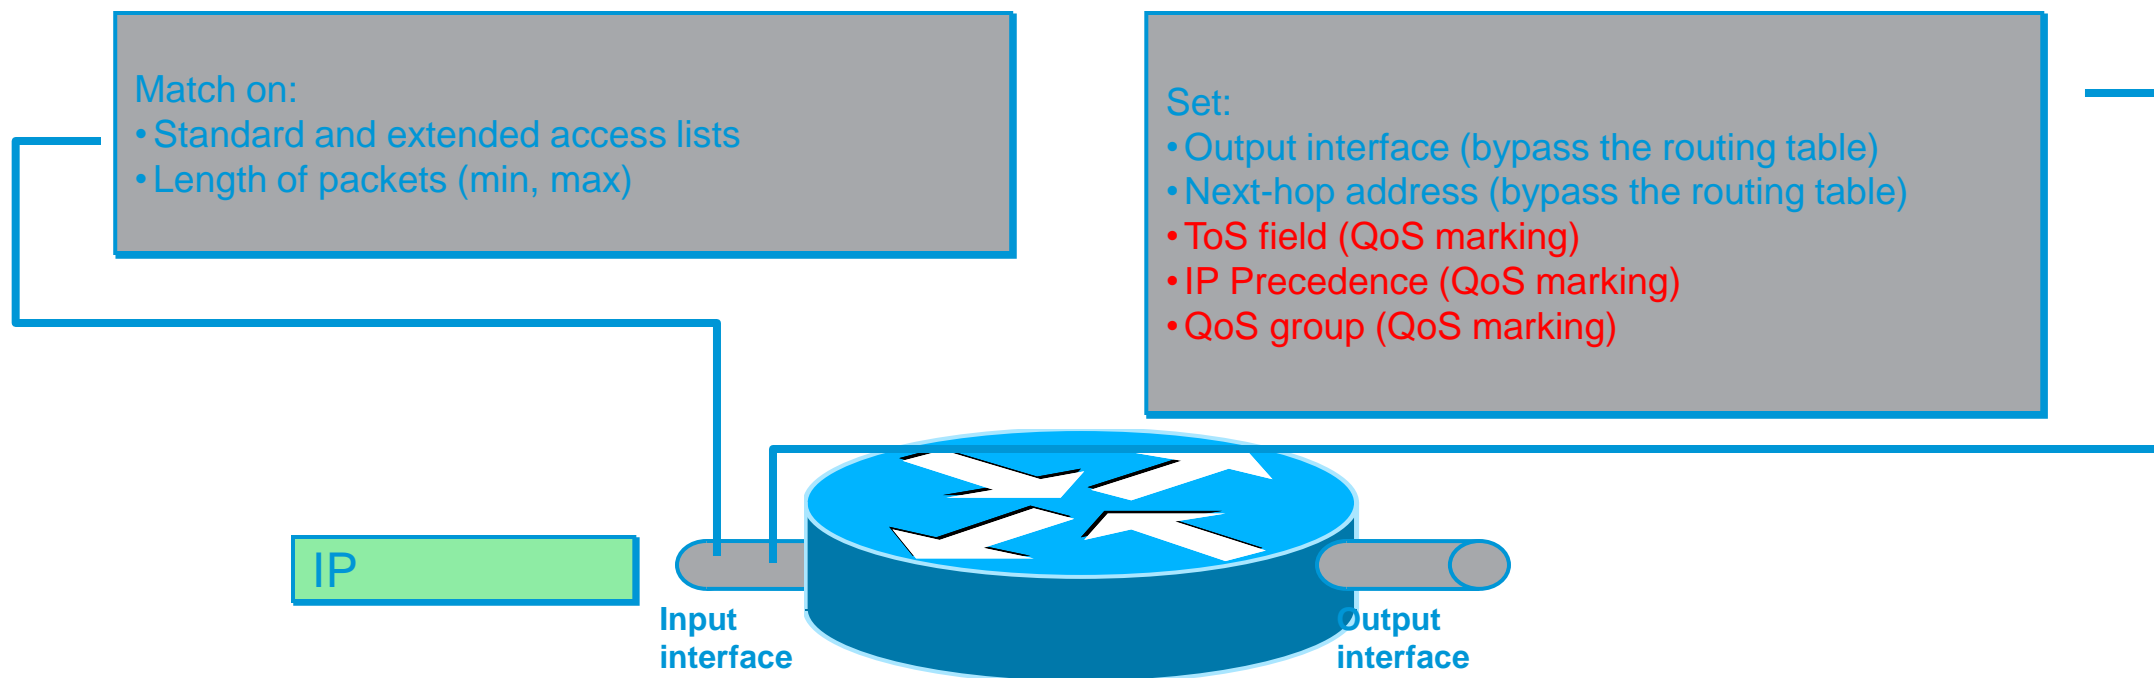 Match on:
• Standard and extended access lists
• Length of packets (min, max)
Set:
• Output interface (bypass the routing table)
• Next-hop address (bypass the routing table)
• ToS field (QoS marking)
• IP Precedence (QoS marking)
• QoS group (QoS marking)
IP
Input
interface
Output
interface